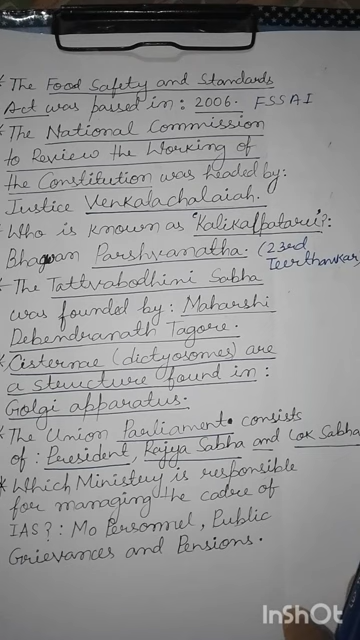 * The Food Safety and Standards
Act was passed in : 2006. FSSAI
* The National Commission
to Review the Working of
the Constitution was headed by:
Justice Venkalachalaiah.
Who is known as 'Kalikalpataru'?:
Bhagwan Parshvanatha. (23rd
Teerthankar)
* The Tattvabodhini Sabha
was founded by : Maharshi
Debendranath Tagore.
* Cisternae (dictyosomes) are
a structure found in :
Golgi apparatus.
* The Union Parliament consists
of : President, Rajya Sabha and Lok Sabha
* Which Ministry is responsible
for managing the cadre of
IAS? : Mo Personnel, Public
Grievances and Pensions.
InShOt